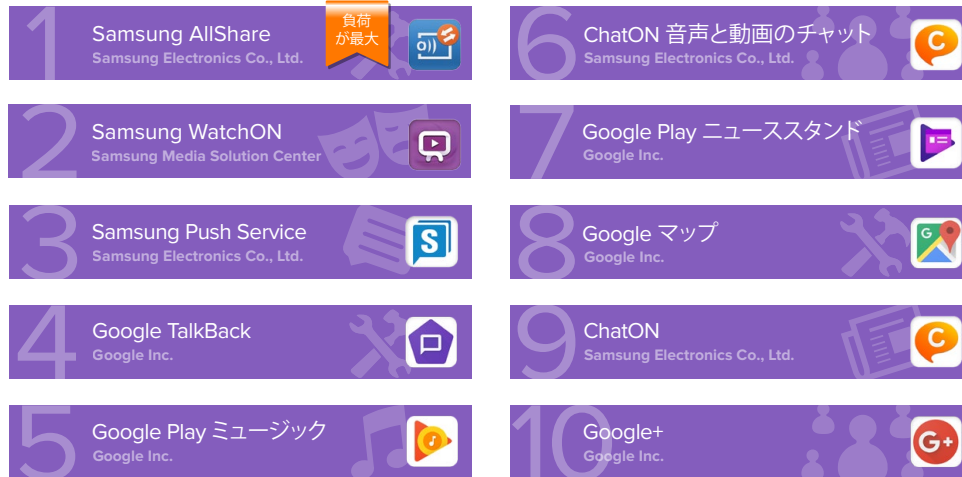 1
Samsung AllShare
Samsung Electronics Co., Ltd.
負荷
が最大
2
Samsung WatchON
Samsung Media Solution Center
3
Samsung Push Service
Samsung Electronics Co., Ltd.
S
4
Google TalkBack
Google Inc.
5
Google Play ミュージック
Google Inc.
6
ChatON 音声と動画のチャット
Samsung Electronics Co., Ltd.
C
7
Google Play ニューススタンド
Google Inc.
8
Google マップ
Google Inc.
G
9
ChatON
Samsung Electronics Co., Ltd.
C
10
Google+
Google Inc.
G+